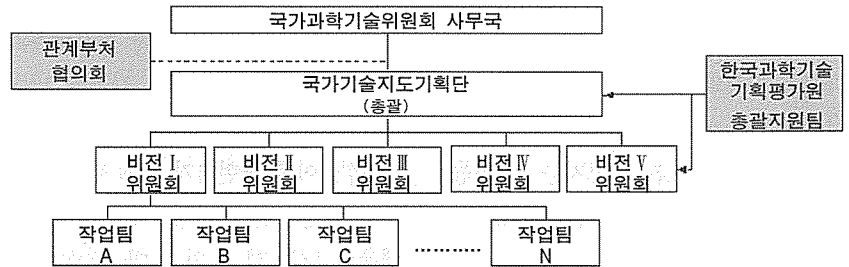 국가과학기술위원회 사무국
관계부처
협의회
국가기술지도기획단
(총괄)
한국과학기술
기획평가원
총괄지원팀
비전 Ⅰ
위원회
비전 Ⅱ
위원회
비전 Ⅲ
위원회
비전 Ⅳ
위원회
비전 Ⅴ
위원회
작업팀
A
작업팀
B
작업팀
C
............
작업팀
N